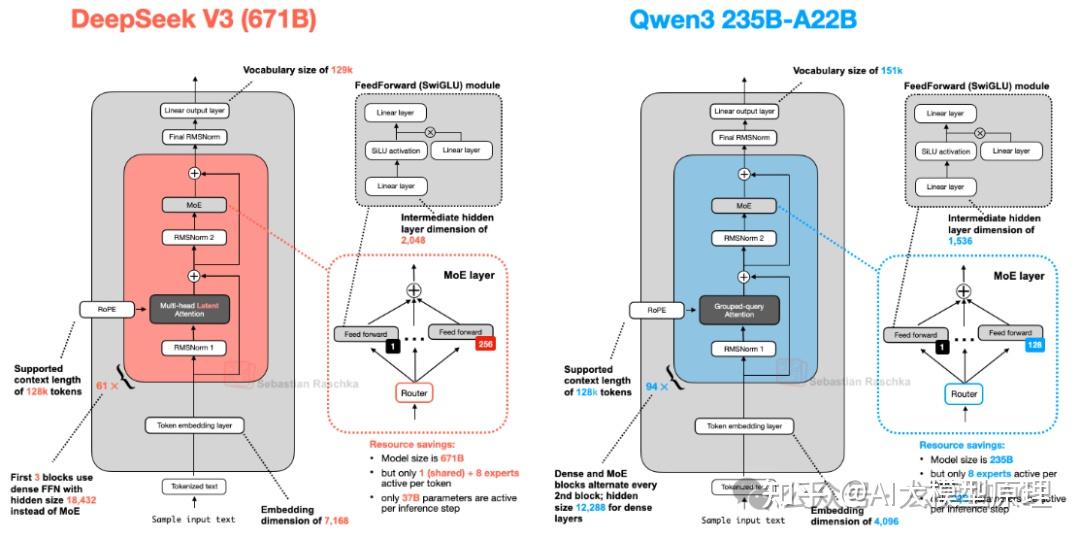 DeepSeek V3 (671B)
Vocabulary size of 129k
FeedForward (SwiGLU) module
Linear output layer
Linear layer
Final RMSNorm
SiLU activation
Linear layer
Linear layer
MoE
Intermediate hidden
layer dimension of
2,048
RMSNorm 2
MoE layer
RoPE
Multi-head Latent
Attention
Feed forward
1
...
Feed forward
256
RMSNorm 1
Supported
context length
of 128k tokens
61 ×
Sebastian Raschka
Router
Token embedding layer
Resource savings:
• Model size is 671B
• but only 1 (shared) + 8 experts
active per token
• only 37B parameters are active
per inference step
First 3 blocks use
dense FFN with
hidden size 18,432
instead of MoE
Tokenized text
Sample input text
Embedding
dimension of 7,168
Qwen3 235B-A22B
Vocabulary size of 151k
FeedForward (SwiGLU) module
Linear output layer
Linear layer
Final RMSNorm
SiLU activation
Linear layer
Linear layer
MoE
Intermediate hidden
layer dimension of
1,536
RMSNorm 2
MoE layer
RoPE
Grouped-query
Attention
Feed forward
1
...
Feed forward
128
RMSNorm 1
Supported
context length
of 128k tokens
94 ×
Sebastian Raschka
Router
Token embedding layer
Resource savings:
• Model size is 235B
• but only 8 experts active per
active
per inference step
Dense and MoE
blocks alternate every
2nd block; hidden
size 12,288 for dense
layers
Tokenized text
Sample input text
Embedding
dimension of 4,096
知乎 @AI大模型原理